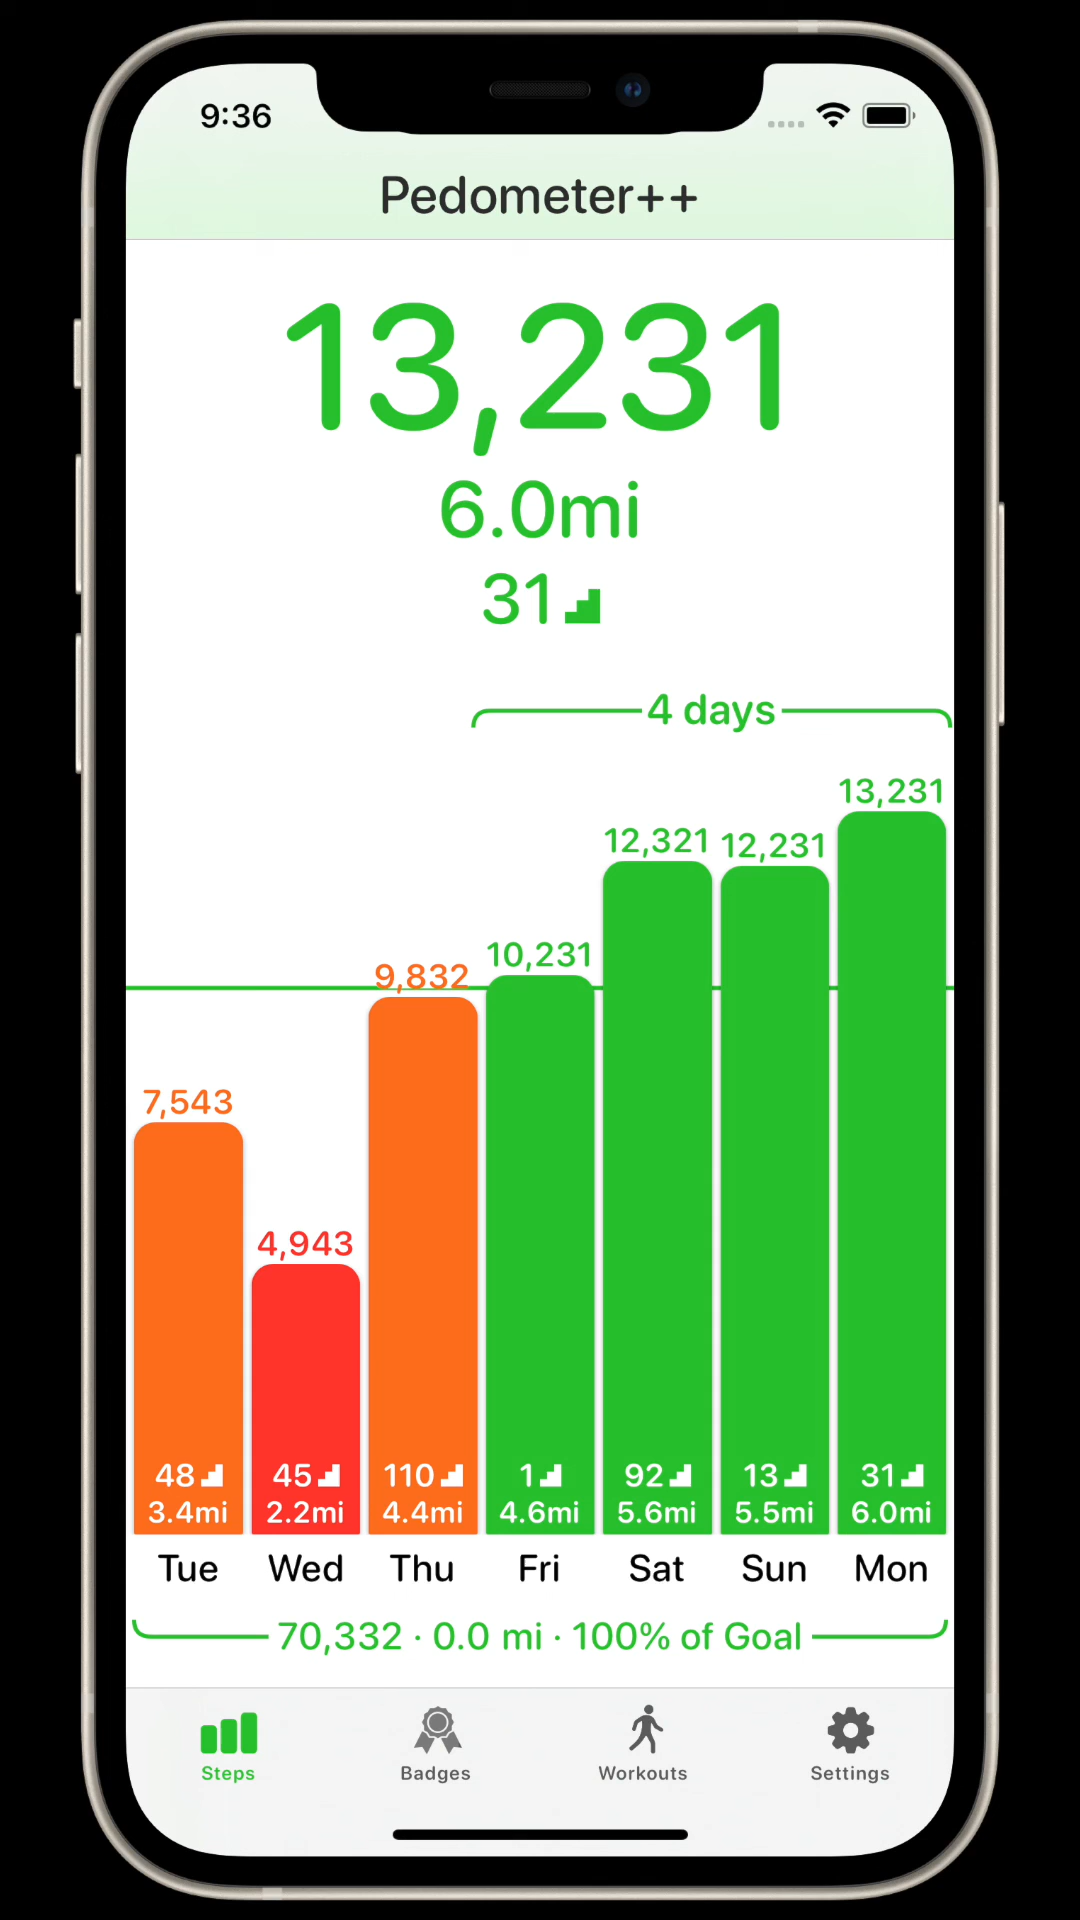 9:36
Pedometer++
13,231
6.0mi
31
4 days
13,231
12,321
12,231
10,231
9,832
7,543
4,943
48 45 110 1 92 13 31
3.4mi 2.2mi 4.4mi 4.6mi 5.6mi 5.5mi 6.0mi
Tue Wed Thu Fri Sat Sun Mon
70,332 · 0.0 mi · 100% of Goal
Steps Badges Workouts Settings